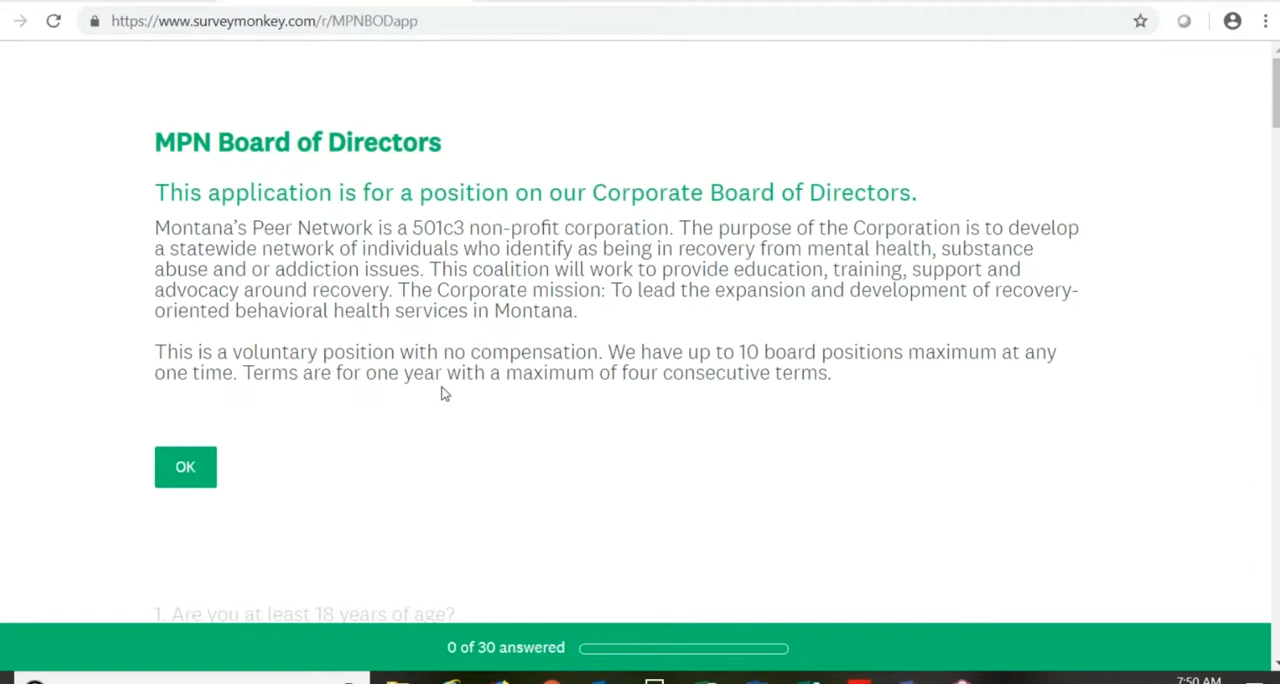 https://www.surveymonkey.com/r/MPNBODapp
MPN Board of Directors
This application is for a position on our Corporate Board of Directors.
Montana's Peer Network is a 501c3 non-profit corporation. The purpose of the Corporation is to develop
a statewide network of individuals who identify as being in recovery from mental health, substance
abuse and or addiction issues. This coalition will work to provide education, training, support and
advocacy around recovery. The Corporate mission: To lead the expansion and development of recovery-
oriented behavioral health services in Montana.
This is a voluntary position with no compensation. We have up to 10 board positions maximum at any
one time. Terms are for one year with a maximum of four consecutive terms.
OK
1. Are you at least 18 years of age?
0 of 30 answered
7:50 AM